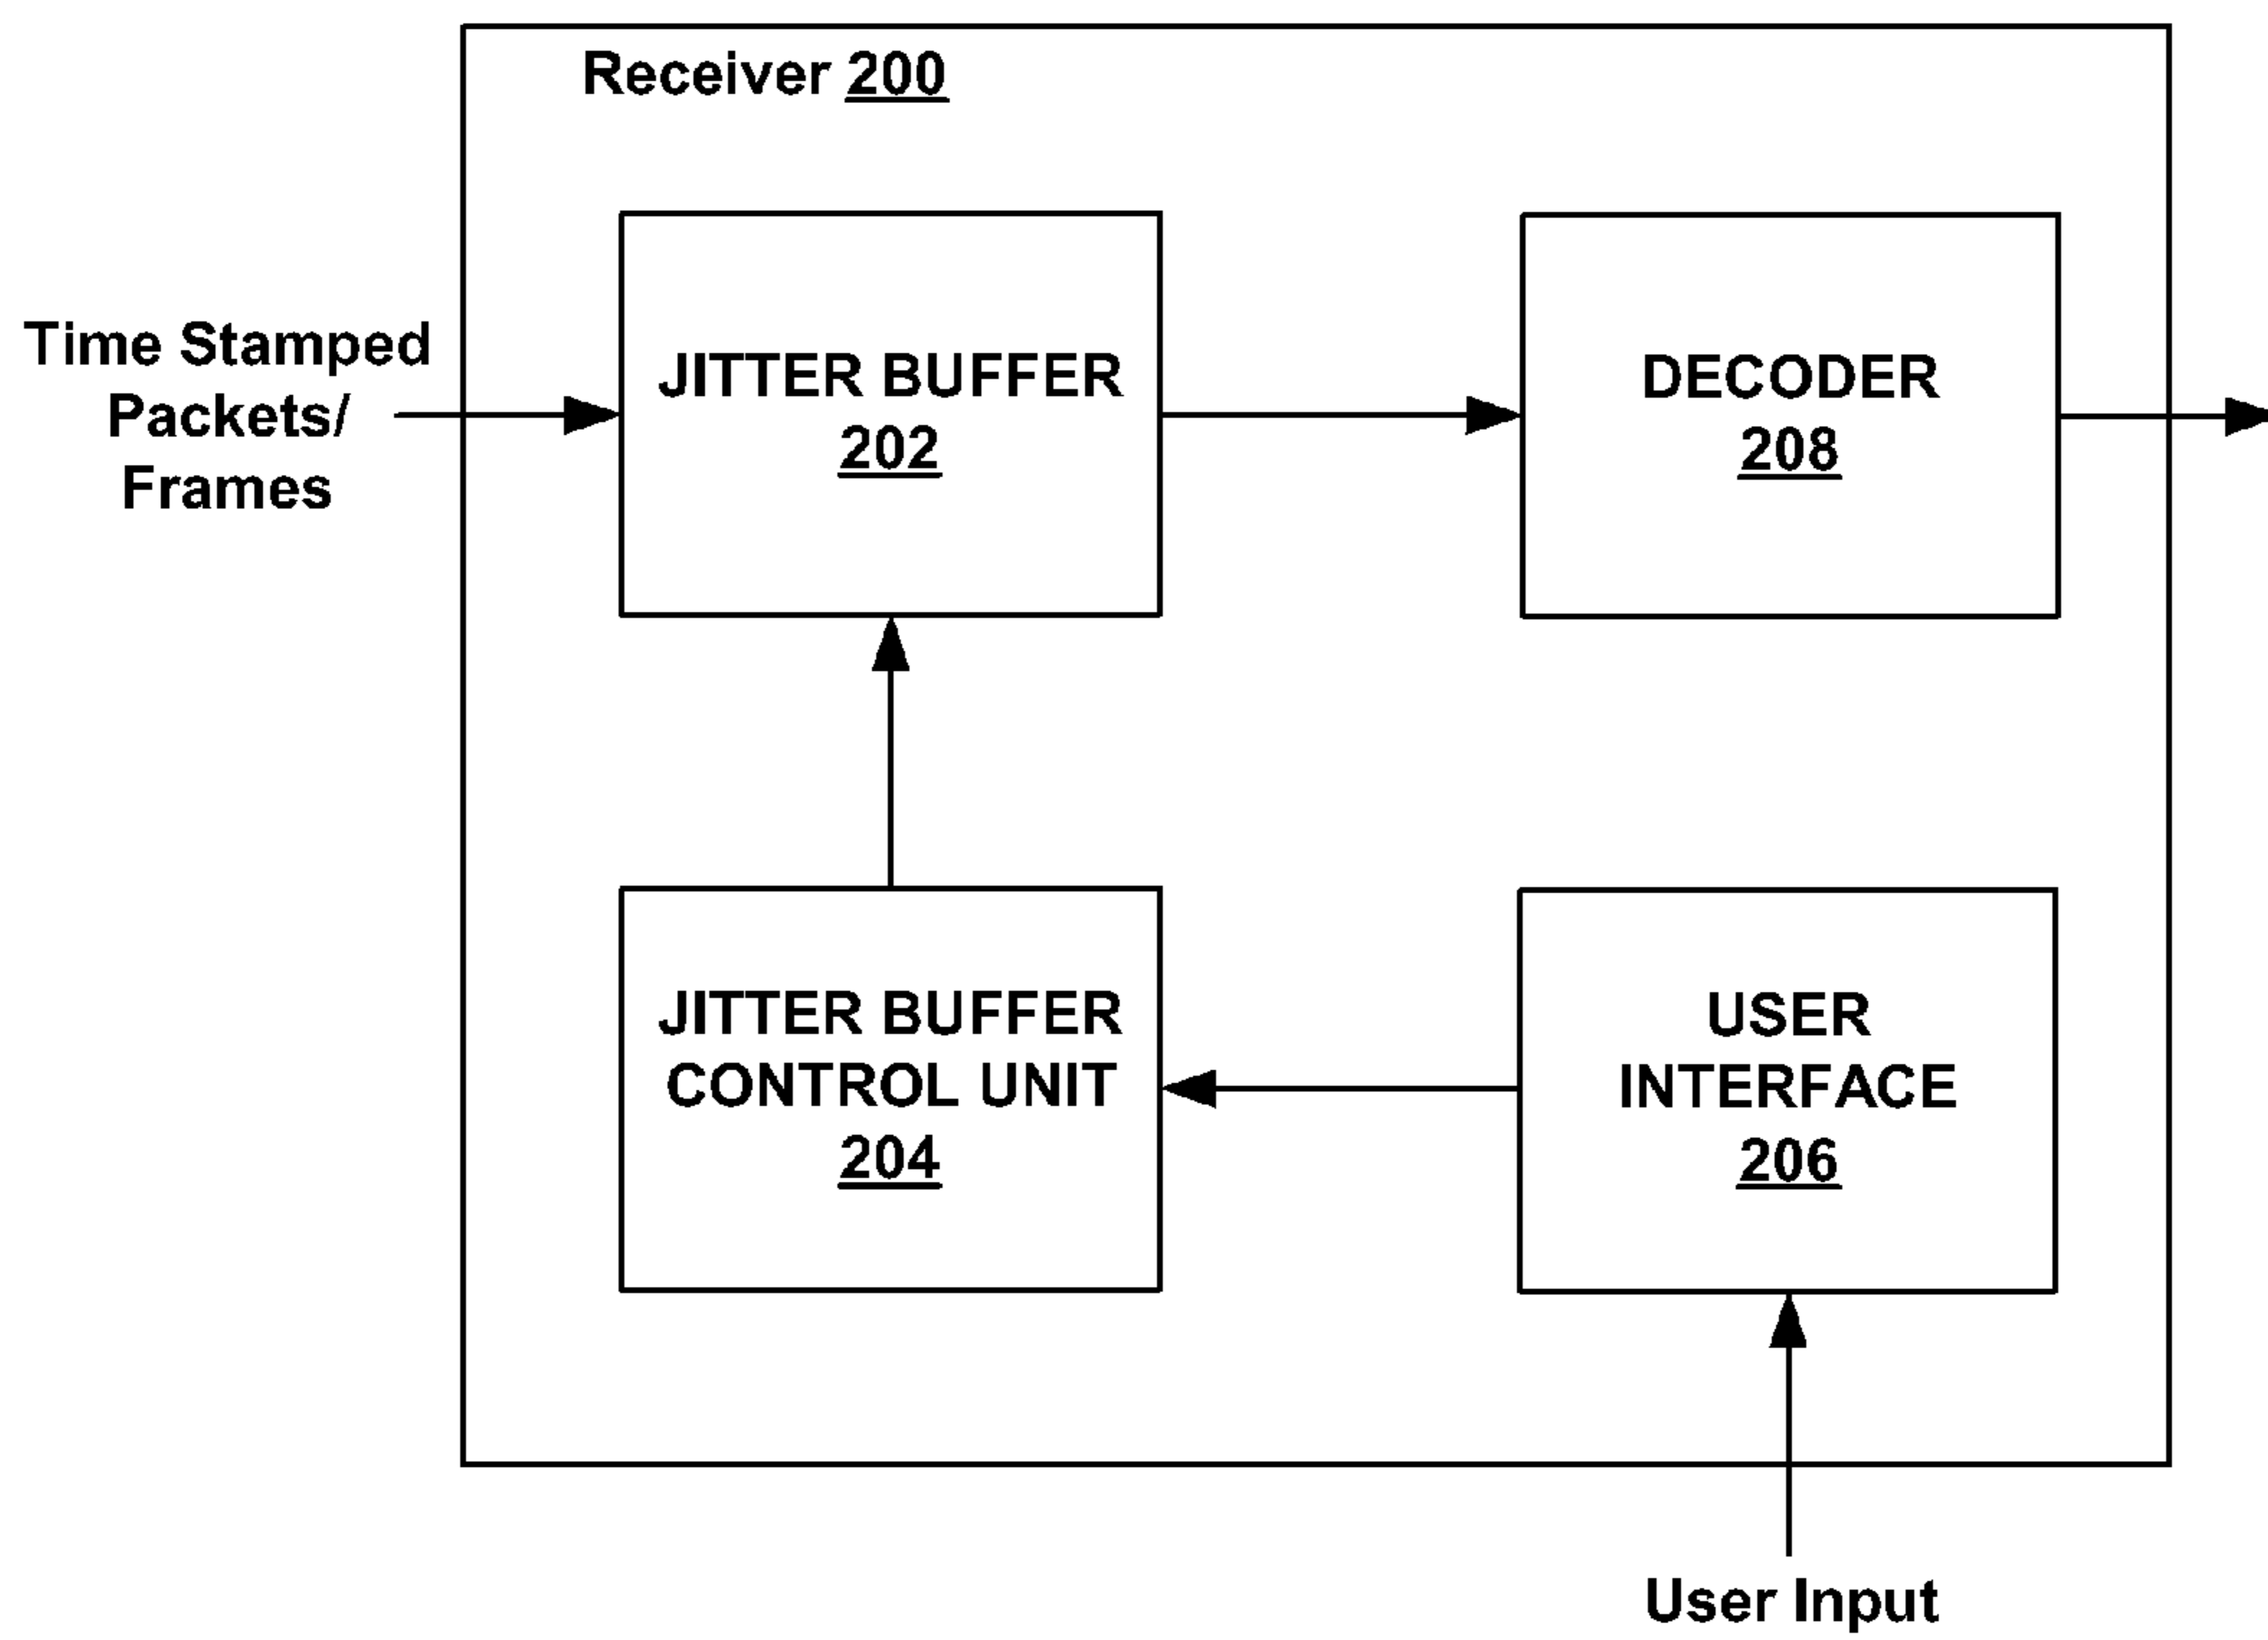 Receiver 200
Time Stamped
Packets/
Frames
JITTER BUFFER
202
DECODER
208
JITTER BUFFER
CONTROL UNIT
204
USER
INTERFACE
206
User Input